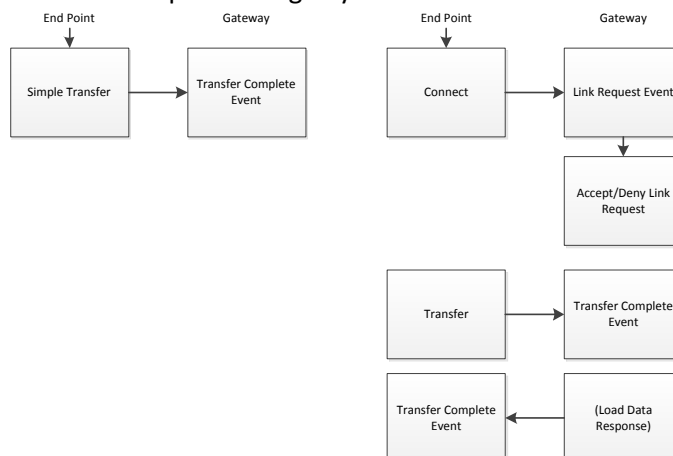 End Point
Gateway
Simple Transfer
Transfer Complete
Event
End Point
Gateway
Connect
Link Request Event
Accept/Deny Link
Request
Transfer
Transfer Complete
Event
Transfer Complete
Event
(Load Data
Response)